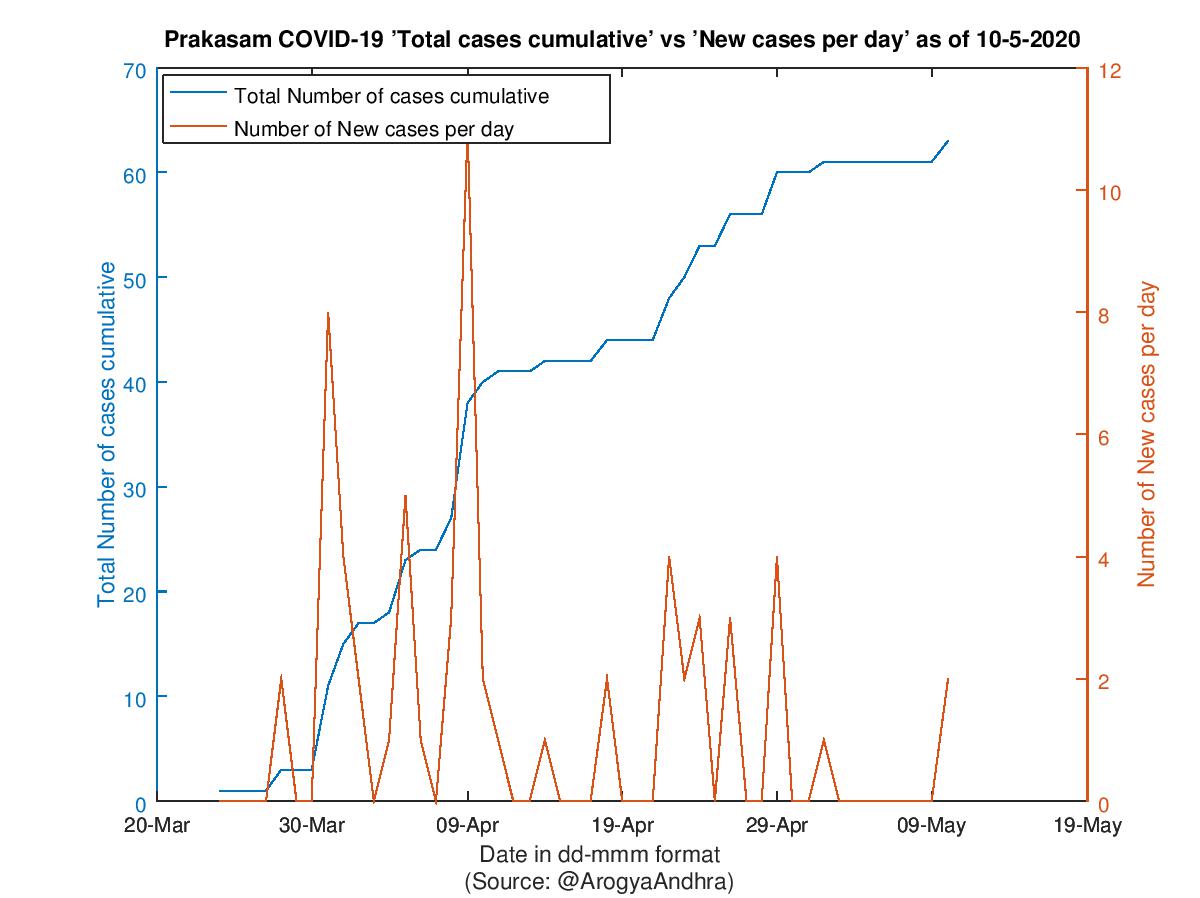 Prakasam COVID-19 ’Total cases cumulative’ vs ’New cases per day’ as of 10-5-2020
Total Number of cases cumulative
Number of New cases per day
70
60
50
40
30
20
10
0
Total Number of cases cumulative
12
10
8
6
4
2
0
Number of New cases per day
20-Mar 30-Mar 09-Apr 19-Apr 29-Apr 09-May 19-May
Date in dd-mmm format
(Source: @ArogyaAndhra)